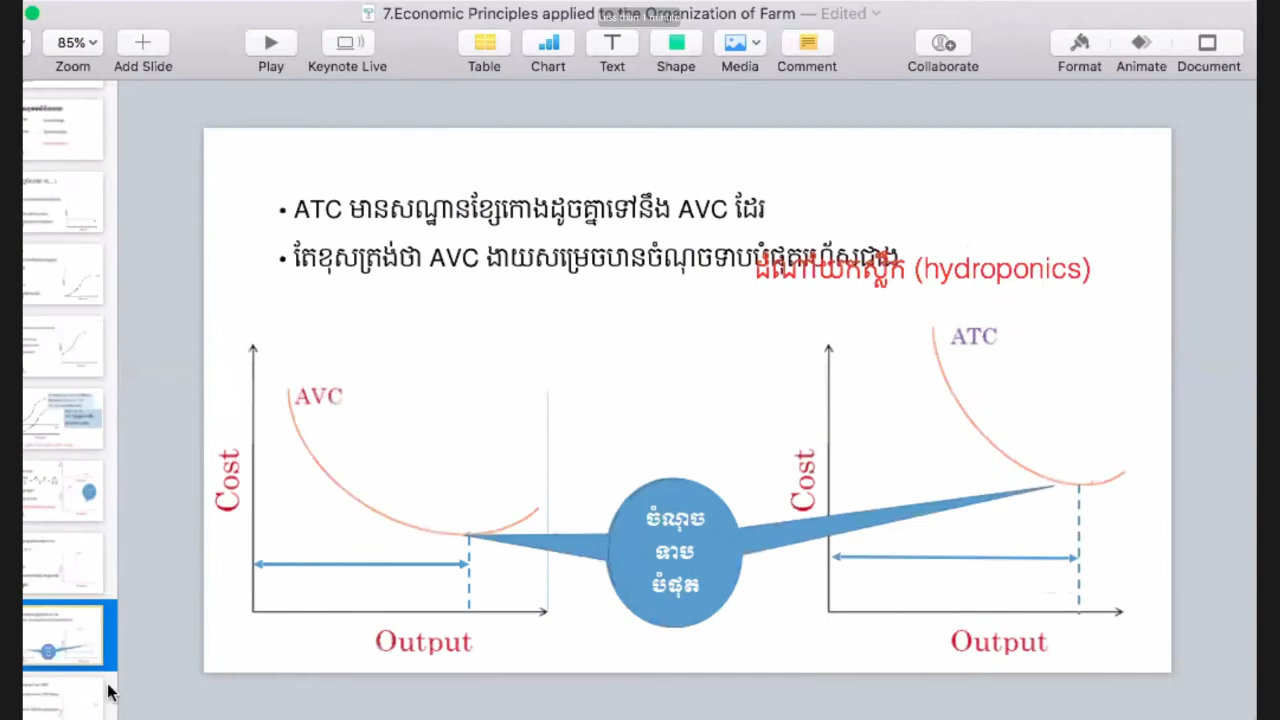 7.Economic Principles applied to the Organization of Farm — Edited
Less than 1 minute
85%
Zoom
Add Slide
Play
Keynote Live
Table
Chart
Text
Shape
Media
Comment
Collaborate
Format
Animate
Document
• ATC មានសណ្ឋានខ្សែកោងដូចគ្នាទៅនឹង AVC ដែរ
• តែខុសត្រង់ថា AVC ងាយសម្រេចបានចំណុចទាបបំផុតរហ័សជាង
ដំណាំយកស្លឹក (hydroponics)
AVC
Cost
Output
ចំណុច
ទាប
បំផុត
ATC
Cost
Output